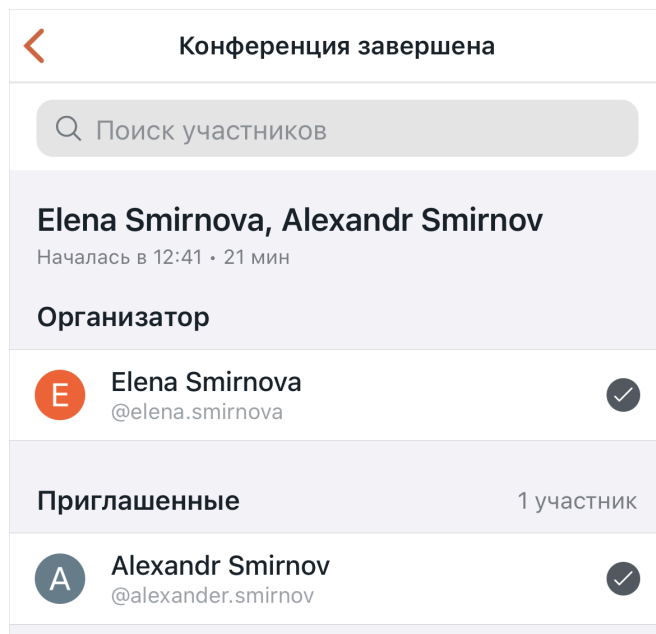 Конференция завершена
Поиск участников
Elena Smirnova, Alexandr Smirnov
Началась в 12:41 • 21 мин
Организатор
E
Elena Smirnova
@elena.smirnova
Приглашенные
1 участник
A
Alexandr Smirnov
@alexander.smirnov